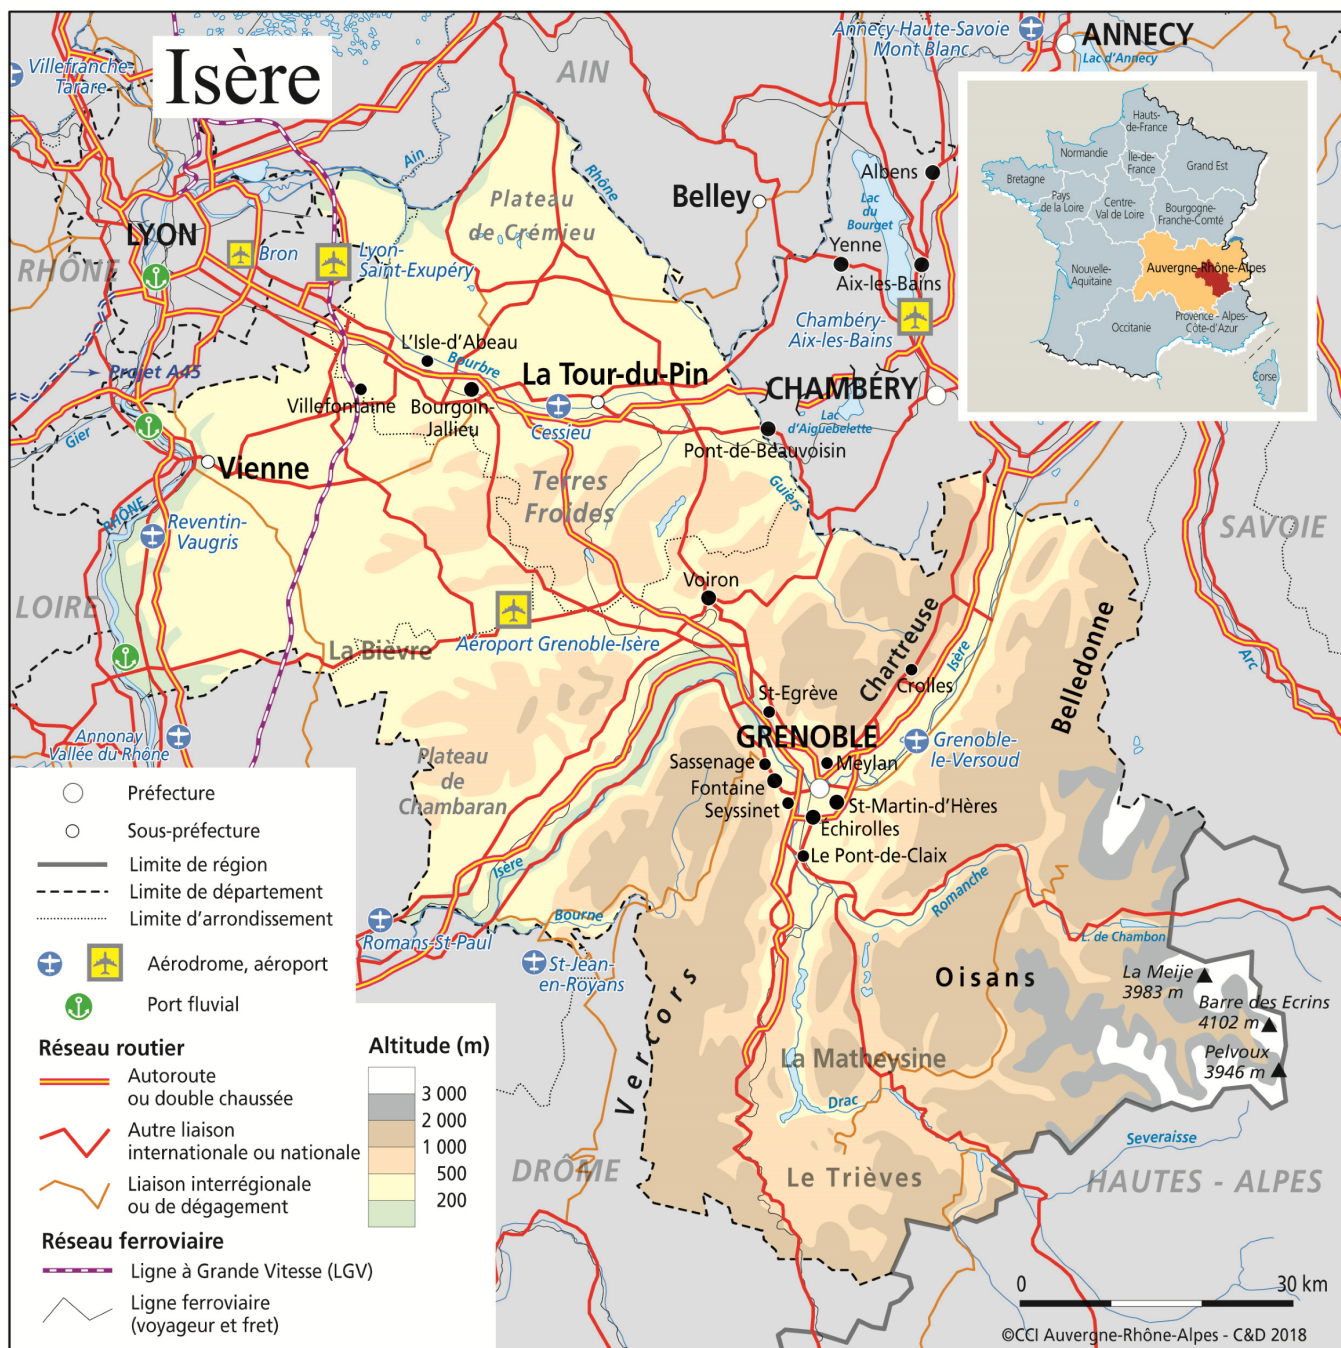 Isère
Villefranche-
Tarare
AIN
Annecy-Haute-Savoie
Mont Blanc
ANNECY
Lac d'Annecy
Hauts-
de-France
Normandie
Île-de-
France
Grand Est
Bretagne
Pays
de la Loire
Centre-
Val de Loire
Bourgogne-
Franche-Comté
Auvergne-Rhône-Alpes
Nouvelle-
Aquitaine
Occitanie
Provence - Alpes-
Côte-d'Azur
Corse
Ain
Rhône
Albens
Belley
Lac
du
Bourget
Plateau
de Crémieu
LYON
RHÔNE
Bron
Lyon-
Saint-Exupéry
Yenne
Aix-les-Bains
Chambéry-
Aix-les-Bains
L'Isle-d'Abeau
Bourbre
La Tour-du-Pin
CHAMBÉRY
Projet A45
Villefontaine
Bourgoin-
Jallieu
Cessieu
Lac
d'Aiguebelette
Gier
Pont-de-Beauvoisin
Vienne
Terres
Froides
Guiers
RHÔNE
Reventin-
Vaugris
SAVOIE
LOIRE
Voiron
Chartreuse
Belledonne
La Bièvre
Aéroport Grenoble-Isère
Isère
Arc
Crolles
St-Egrève
Annonay
Vallée du Rhône
Plateau
de
Chambaran
GRENOBLE
Grenoble-
le-Versoud
Sassenage
Meylan
Fontaine
Seyssinet
St-Martin-d'Hères
Echirolles
Le Pont-de-Claix
Isère
Romanche
Bourne
Romans-St-Paul
L. de Chambon
St-Jean-
en-Royans
Vercors
Oisans
La Meije
3983 m
Barre des Ecrins
4102 m
Pelvoux
3946 m
La Matheysine
Drac
Severaisse
DRÔME
Le Trièves
HAUTES - ALPES
Préfecture
Sous-préfecture
Limite de région
Limite de département
Limite d'arrondissement
Aérodrome, aéroport
Port fluvial
Réseau routier
Autoroute
ou double chaussée
Autre liaison
internationale ou nationale
Liaison interrégionale
ou de dégagement
Réseau ferroviaire
Ligne à Grande Vitesse (LGV)
Ligne ferroviaire
(voyageur et fret)
Altitude (m)
3 000
2 000
1 000
500
200
0
30 km
©CCI Auvergne-Rhône-Alpes - C&D 2018